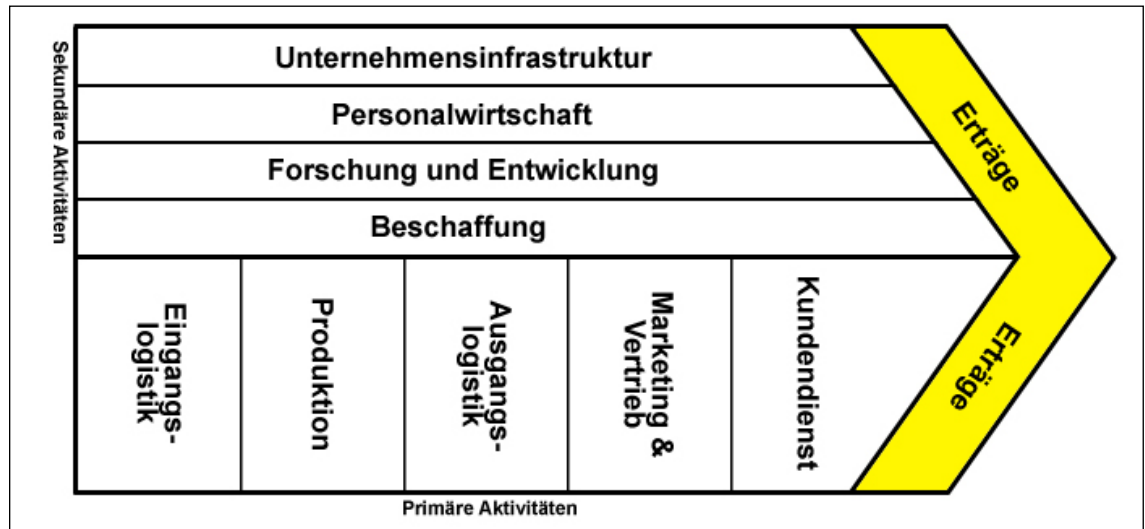 Sekundäre Aktivitäten
Unternehmensinfrastruktur
Personalwirtschaft
Forschung und Entwicklung
Beschaffung
Erträge
Eingangs-
logistik
Produktion
Ausgangs-
logistik
Marketing &
Vertrieb
Kundendienst
Erträge
Primäre Aktivitäten